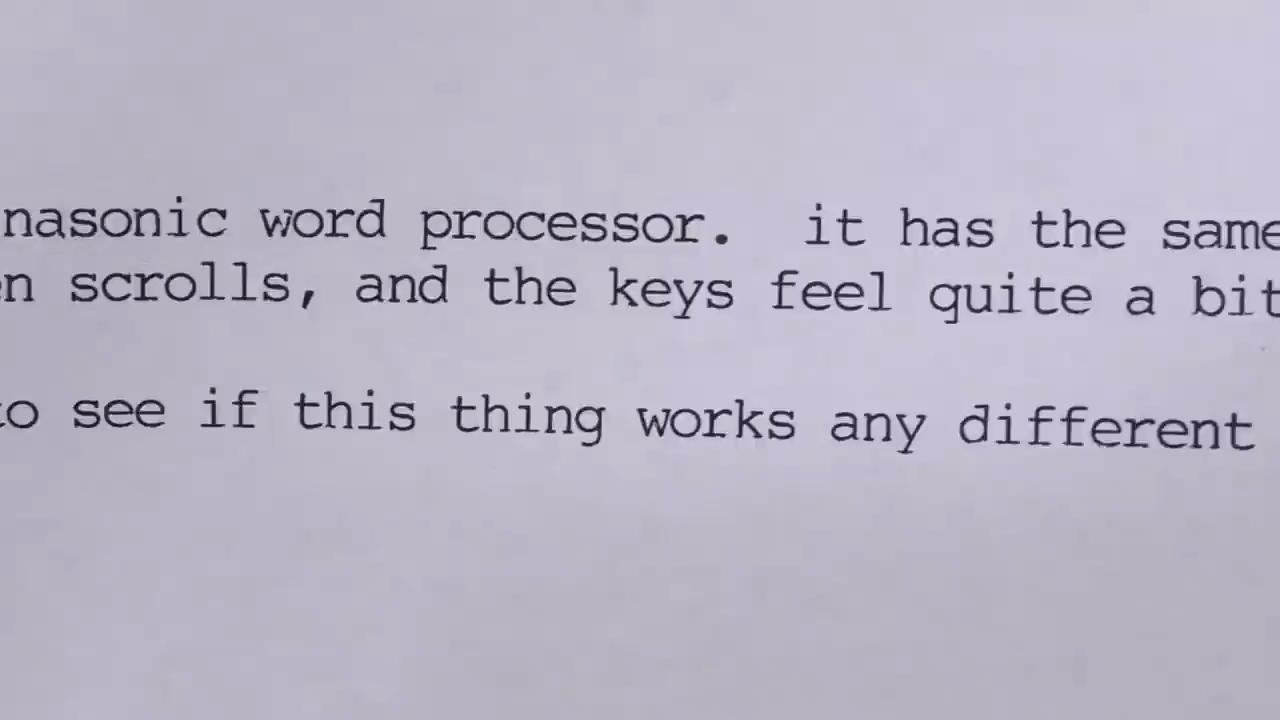 nasonic word processor.  it has the same
n scrolls, and the keys feel quite a bit
to see if this thing works any different